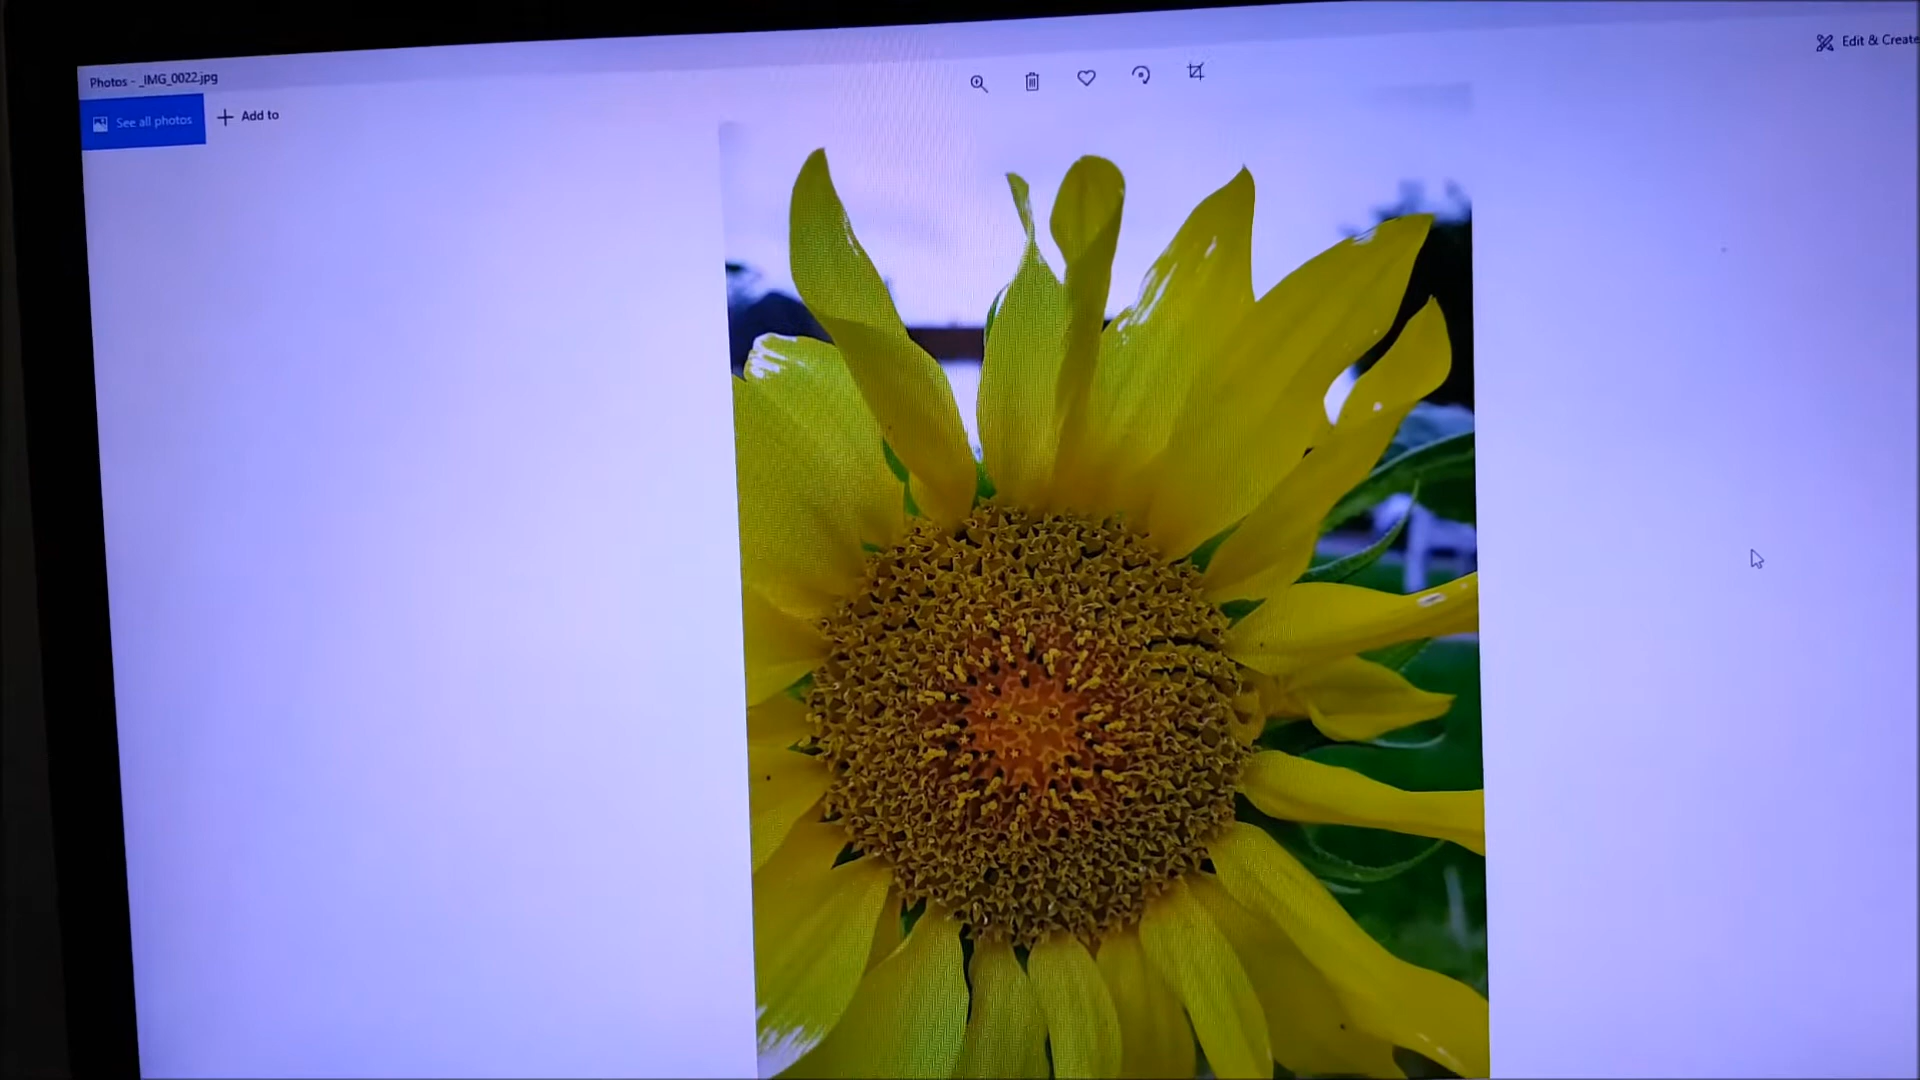 Photos - _IMG_0022.jpg
Edit & Create
See all photos
Add to